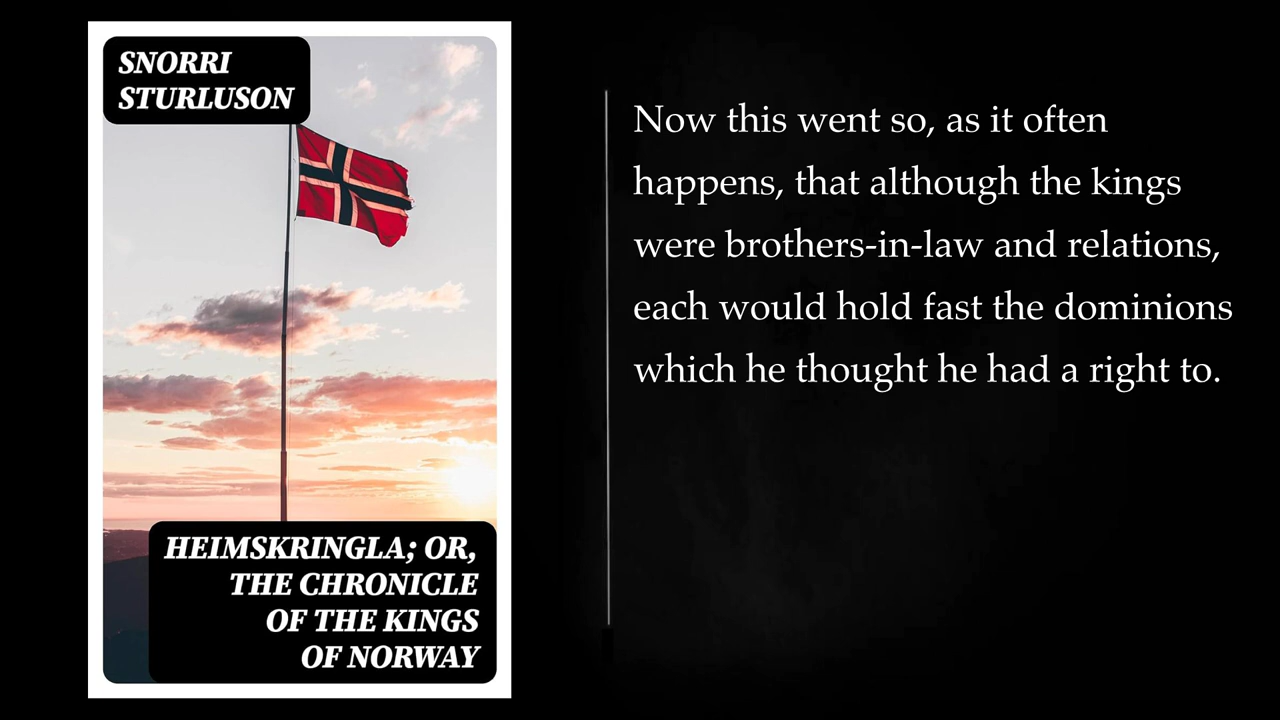 SNORRI
STURLUSON
HEIMSKRINGLA; OR,
THE CHRONICLE
OF THE KINGS
OF NORWAY
Now this went so, as it often
happens, that although the kings
were brothers-in-law and relations,
each would hold fast the dominions
which he thought he had a right to.